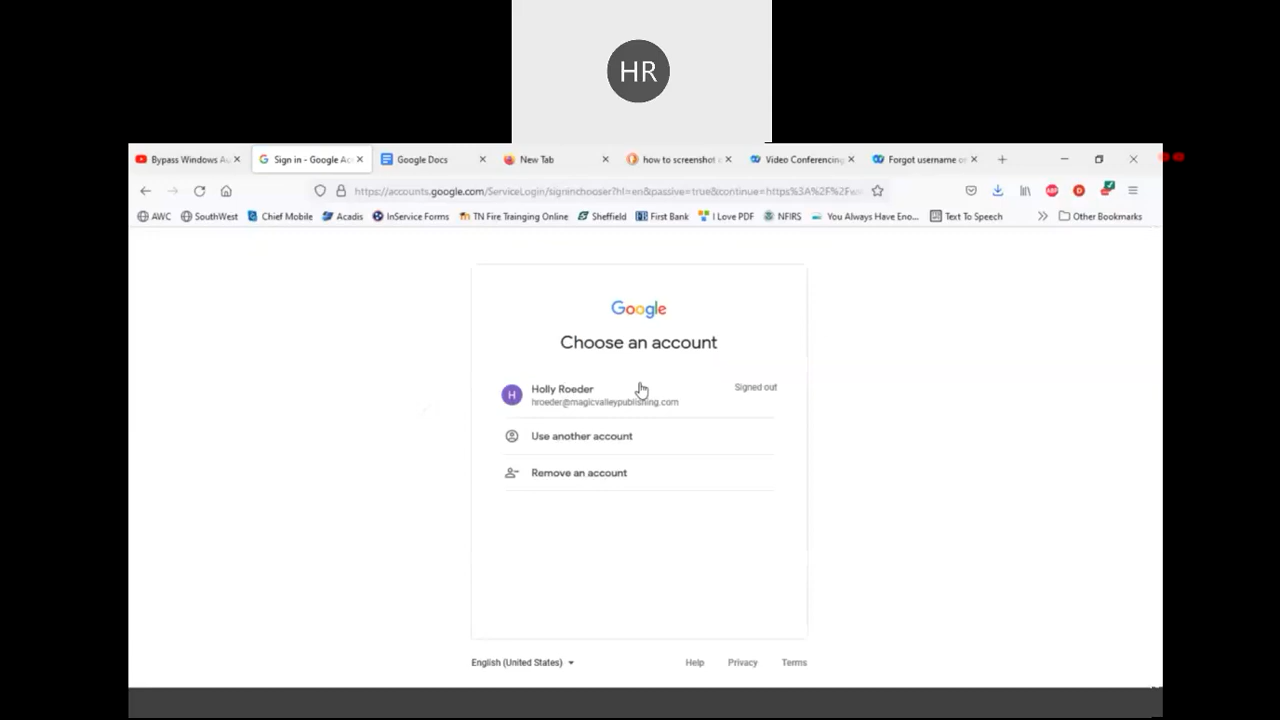 HR
Bypass Windows Au
Sign in - Google Ac
Google Docs
New Tab
how to screenshot
Video Conferencing
Forgot username o
https://accounts.google.com/ServiceLogin/signinchooser?hl=en&passive=true&continue=https%3A%2F%2Fw
ABP
D
AWC
SouthWest
Chief Mobile
Acadis
InService Forms
TN Fire Trainging Online
Sheffield
First Bank
I Love PDF
NFIRS
You Always Have Eno...
Text To Speech
Other Bookmarks
Google
Choose an account
H
Holly Roeder
hroeder@magicvalleypublishing.com
Signed out
Use another account
Remove an account
English (United States)
Help
Privacy
Terms